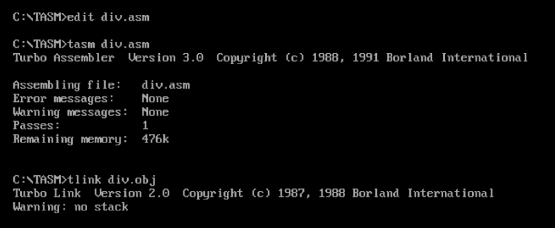 C:\TASM>edit div.asm
C:\TASM>tasm div.asm
Turbo Assembler  Version 3.0  Copyright (c) 1988, 1991 Borland International
Assembling file:   div.asm
Error messages:    None
Warning messages:  None
Passes:            1
Remaining memory:  476k
C:\TASM>tlink div.obj
Turbo Link  Version 2.0  Copyright (c) 1987, 1988 Borland International
Warning: no stack